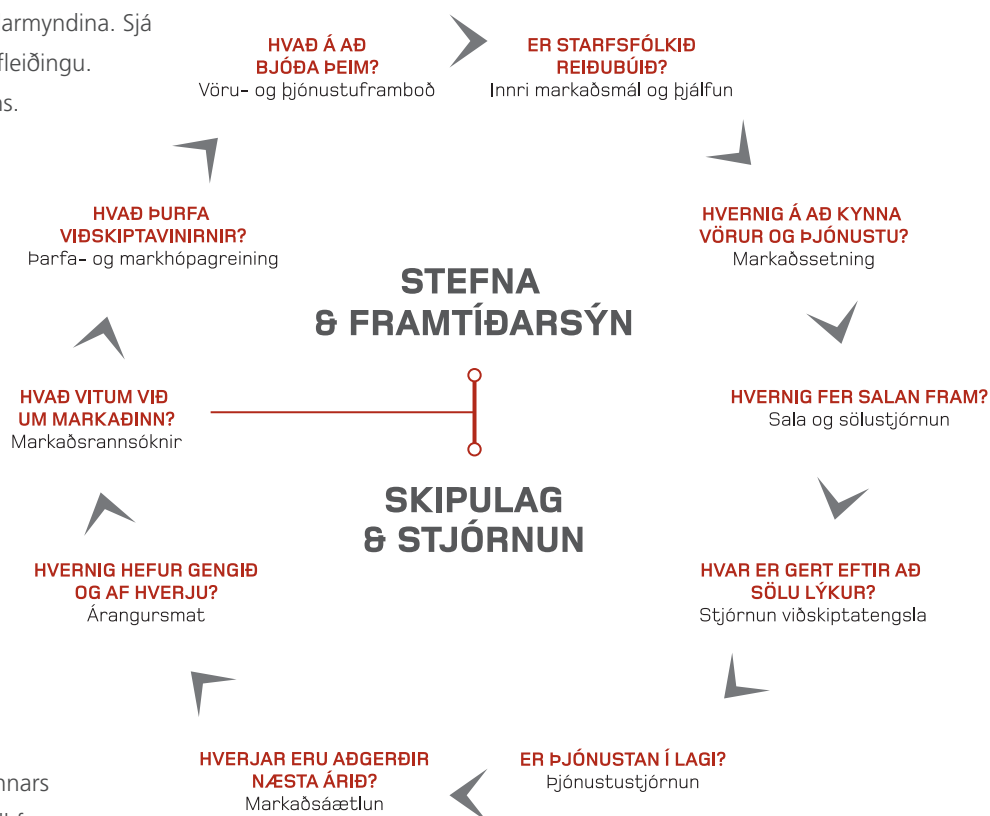 armyndina. Sjá
fleiðingu.
ns.
HVAÐ Á AÐ
BJÓÐA ÞEIM?
Vöru- og þjónustuframboð
ER STARFSFÓLKIÐ
REIÐUBÚIÐ?
Innri markaðsmál og þjálfun
HVERNIG Á AÐ KYNNA
VÖRUR OG ÞJÓNUSTU?
Markaðssetning
HVERNIG FER SALAN FRAM?
Sala og sölustjórnun
HVAR ER GERT EFTIR AÐ
SÖLU LÝKUR?
Stjórnun viðskiptatengsla
ER ÞJÓNUSTAN Í LAGI?
Þjónustustjórnun
HVERJAR ERU AÐGERÐIR
NÆSTA ÁRIÐ?
Markaðsáætlun
HVERNIG HEFUR GENGIÐ
OG AF HVERJU?
Árangursmat
HVAÐ VITUM VIÐ
UM MARKAÐINN?
Markaðsrannsóknir
HVAÐ ÞURFA
VIÐSKIPTAVINIRNIR?
Þarfa- og markhópagreining
STEFNA
& FRAMTÍÐARSÝN
SKIPULAG
& STJÓRNUN
nnars